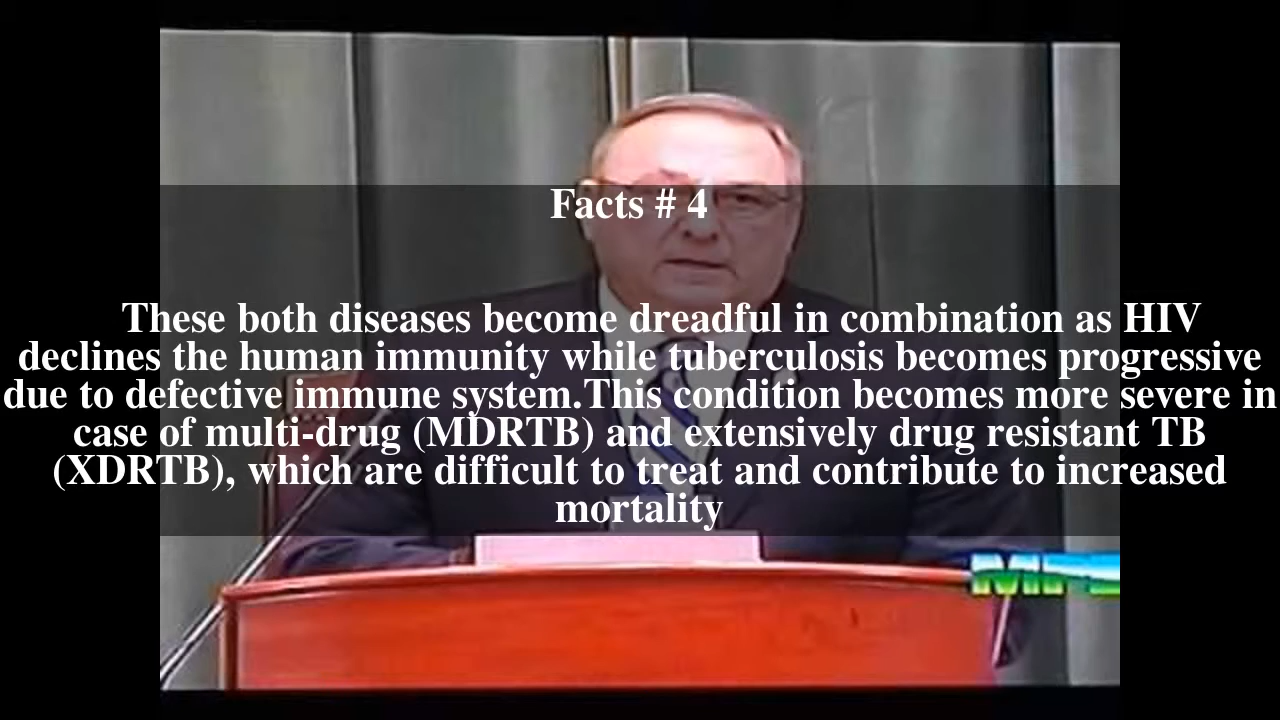 Facts # 4
These both diseases become dreadful in combination as HIV
declines the human immunity while tuberculosis becomes progressive
due to defective immune system.This condition becomes more severe in
case of multi-drug (MDRTB) and extensively drug resistant TB
(XDRTB), which are difficult to treat and contribute to increased
mortality